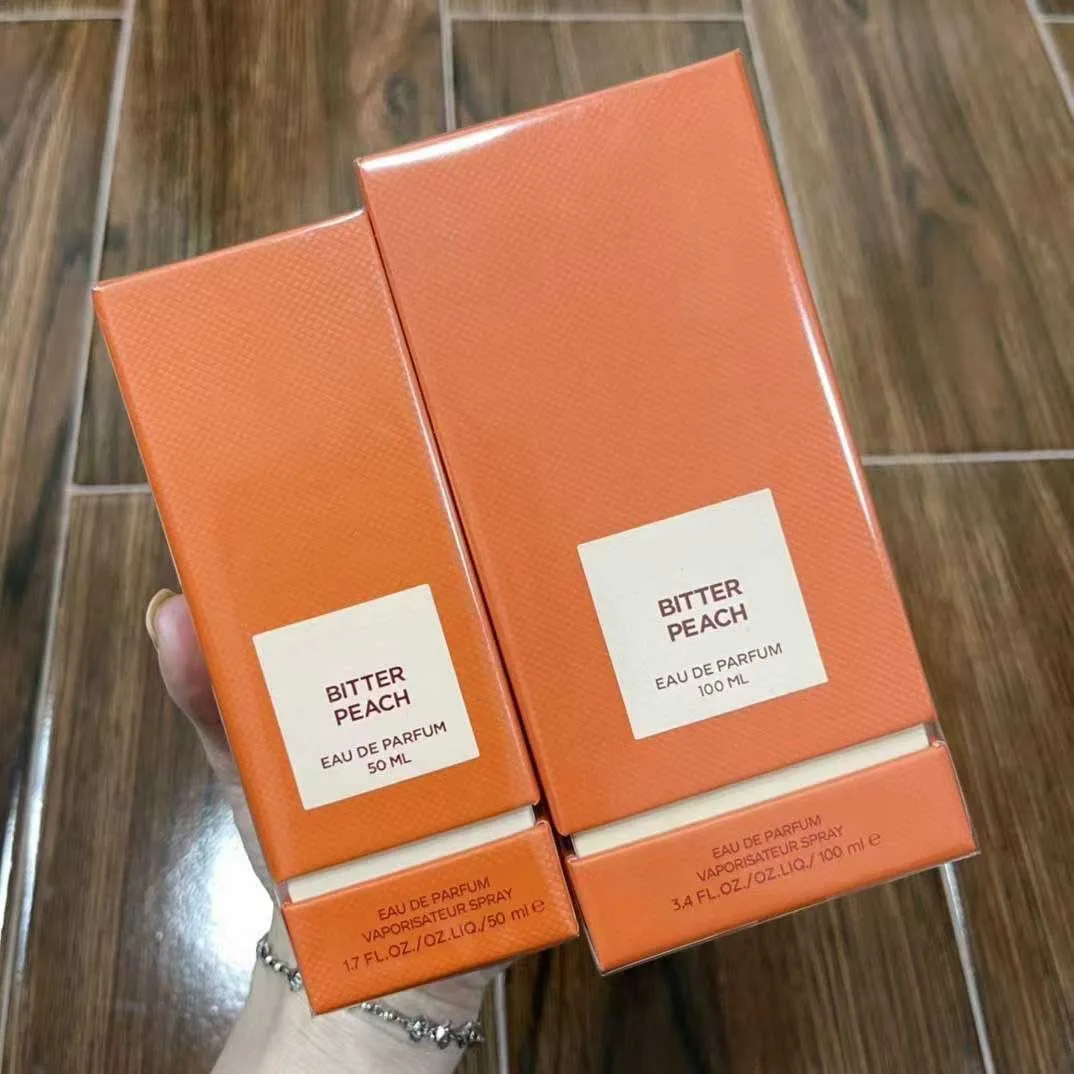 BITTER
PEACH
EAU DE PARFUM
50 ML
EAU DE PARFUM
VAPORISATEUR SPRAY
1.7 FL.OZ./OZ.LIQ./50 ml e
BITTER
PEACH
EAU DE PARFUM
100 ML
EAU DE PARFUM
VAPORISATEUR SPRAY
3.4 FL.OZ./OZ.LIQ./ 100 ml e